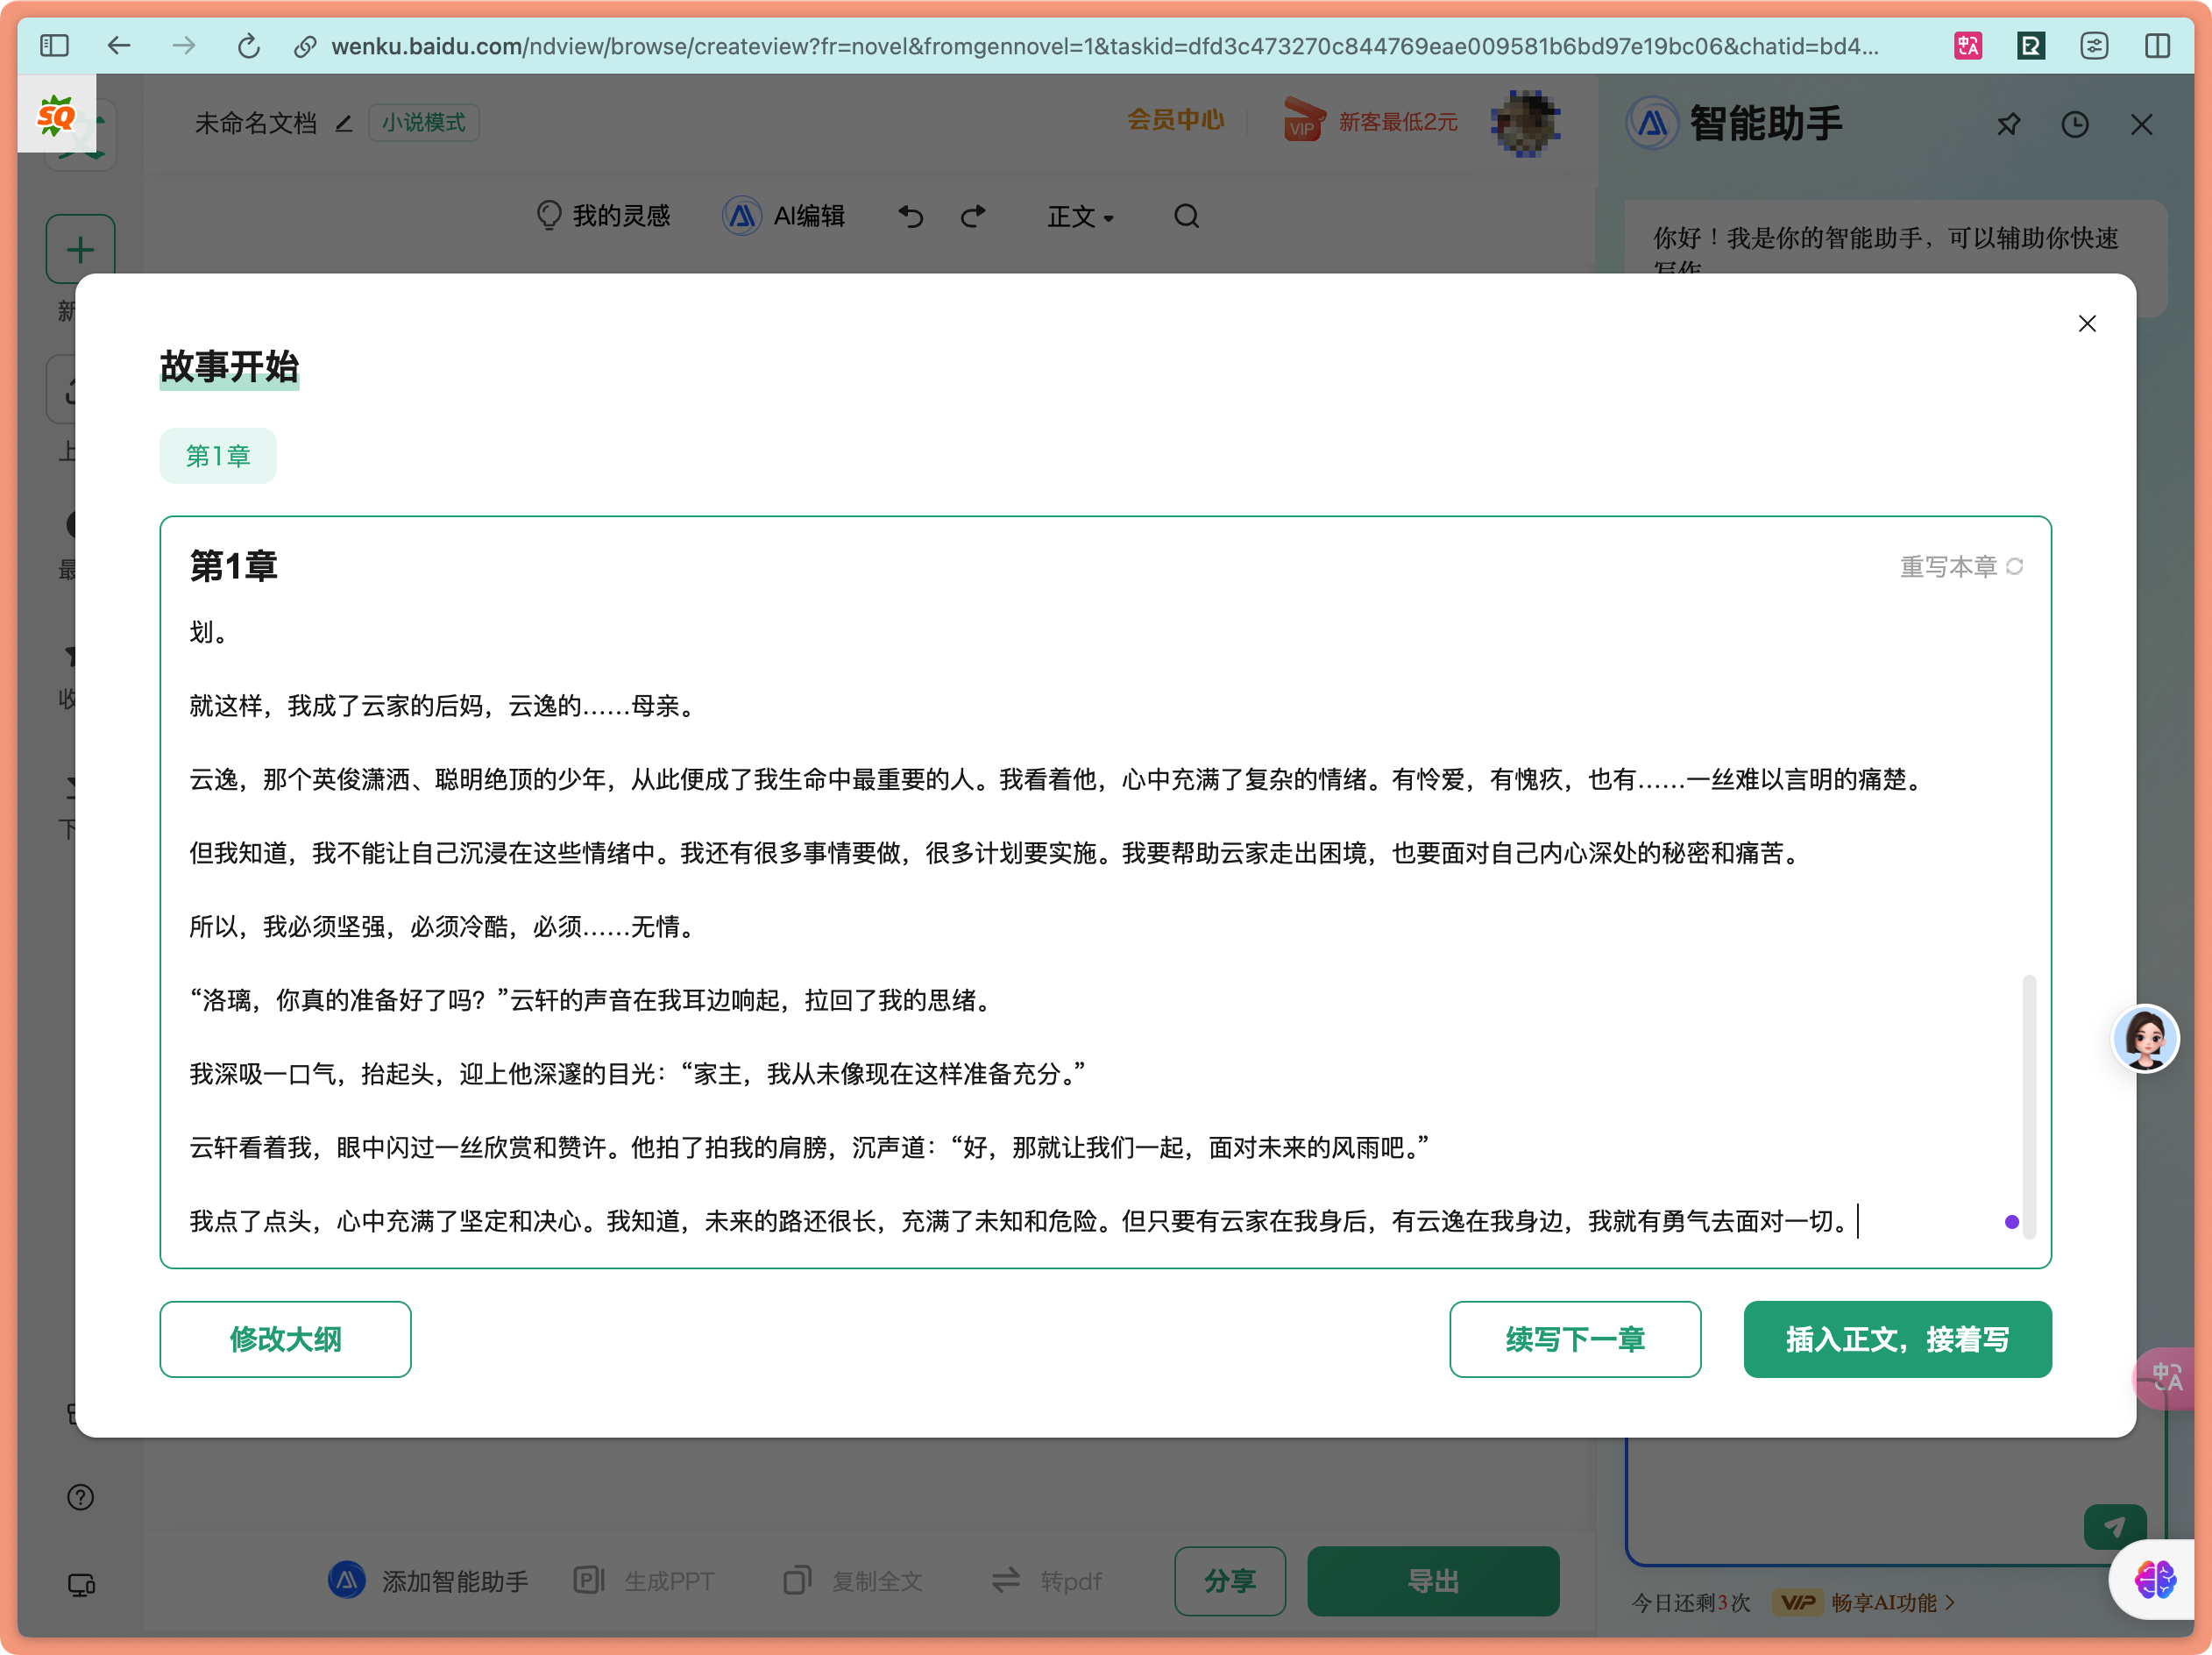 wenku.baidu.com/ndview/browse/createview?fr=novel&fromgennovel=1&taskid=dfd3c473270c844769eae009581b6bd97e19bc06&chatid=bd4...
SQ
未命名文档
小说模式
会员中心
VIP
新客最低2元
智能助手
我的灵感
AI编辑
正文
你好！我是你的智能助手，可以辅助你快速
写作
新
上
最
收
下
故事开始
第1章
第1章
重写本章
划。
就这样，我成了云家的后妈，云逸的……母亲。
云逸，那个英俊潇洒、聪明绝顶的少年，从此便成了我生命中最重要的人。我看着他，心中充满了复杂的情绪。有怜爱，有愧疚，也有……一丝难以言明的痛楚。
但我知道，我不能让自己沉浸在这些情绪中。我还有很多事情要做，很多计划要实施。我要帮助云家走出困境，也要面对自己内心深处的秘密和痛苦。
所以，我必须坚强，必须冷酷，必须……无情。
“洛璃，你真的准备好了吗？”云轩的声音在我耳边响起，拉回了我的思绪。
我深吸一口气，抬起头，迎上他深邃的目光：“家主，我从未像现在这样准备充分。”
云轩看着我，眼中闪过一丝欣赏和赞许。他拍了拍我的肩膀，沉声道：“好，那就让我们一起，面对未来的风雨吧。”
我点了点头，心中充满了坚定和决心。我知道，未来的路还很长，充满了未知和危险。但只要有云家在我身后，有云逸在我身边，我就有勇气去面对一切。
修改大纲
续写下一章
插入正文，接着写
中A
添加智能助手
生成PPT
复制全文
转pdf
分享
导出
今日还剩3次
VIP
畅享AI功能